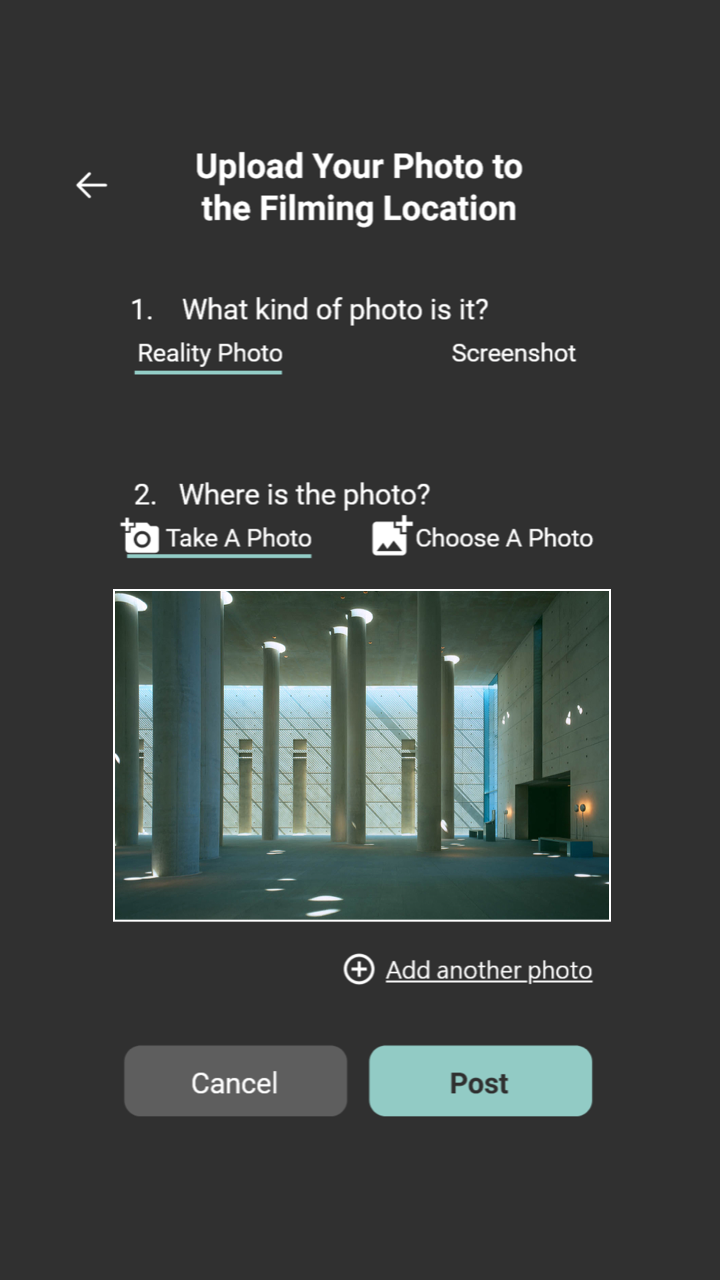 Upload Your Photo to
the Filming Location
1. What kind of photo is it?
Reality Photo Screenshot
2. Where is the photo?
Take A Photo Choose A Photo
Add another photo
Cancel Post